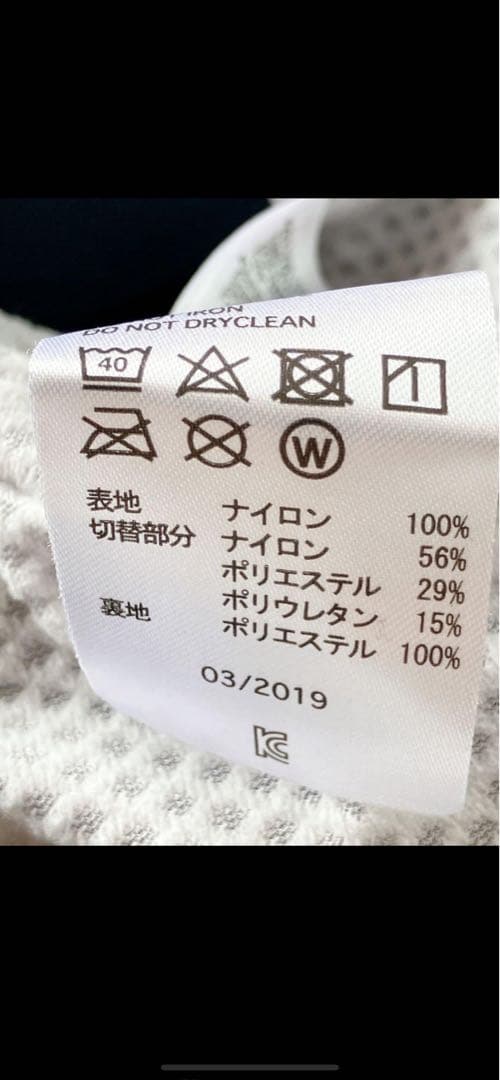 IRON
DO NOT DRYCLEAN
40
W
表地 ナイロン 100%
切替部分 ナイロン 56%
ポリエステル 29%
ポリウレタン 15%
裏地 ポリエステル 100%
03/2019
KC